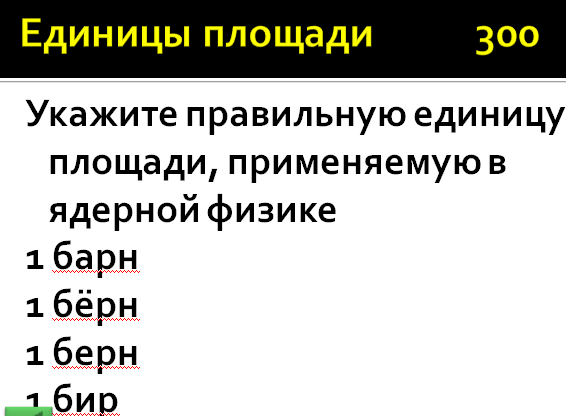 Единицы площади 300
Укажите правильную единицу
площади, применяемую в
ядерной физике
1 барн
1 бёрн
1 берн
1 бир